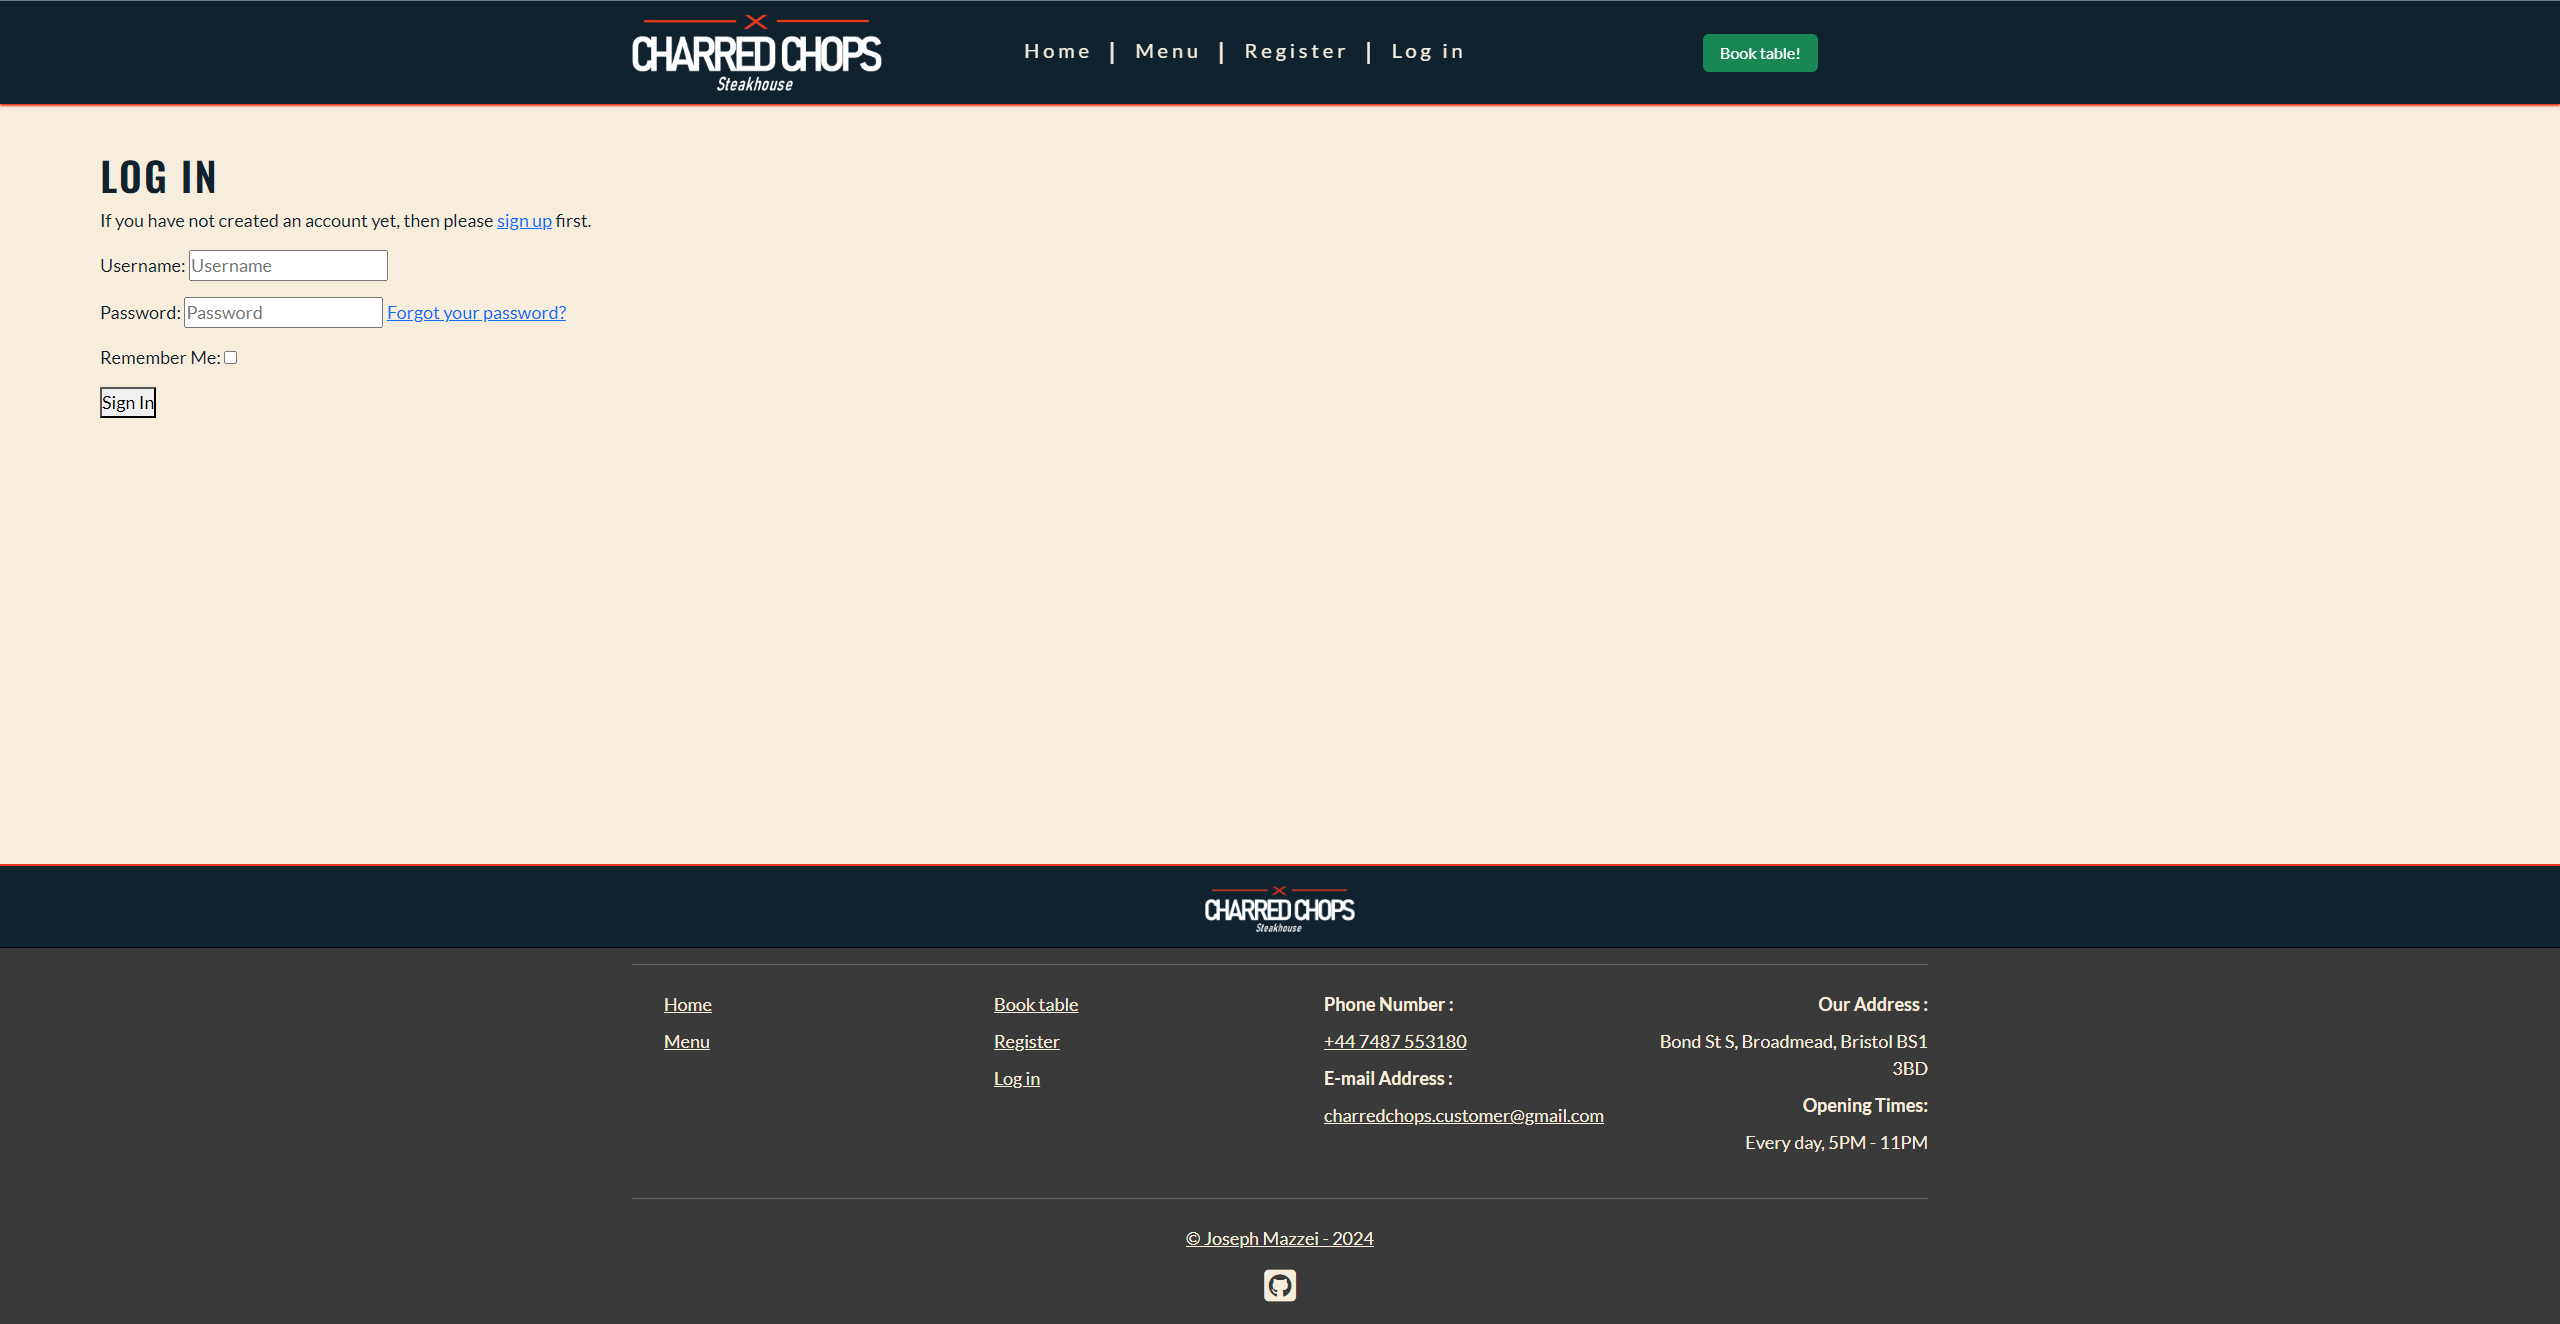 CHARRED CHOPS
Steakhouse
Home | Menu | Register | Log in
Book table!
LOG IN
If you have not created an account yet, then please sign up first.
Username: Username
Password: Password Forgot your password?
Remember Me:
Sign In
CHARRED CHOPS
Steakhouse
Home
Menu
Book table
Register
Log in
Phone Number :
+44 7487 553180
E-mail Address :
charredchops.customer@gmail.com
Our Address :
Bond St S, Broadmead, Bristol BS1
3BD
Opening Times:
Every day, 5PM - 11PM
© Joseph Mazzei - 2024